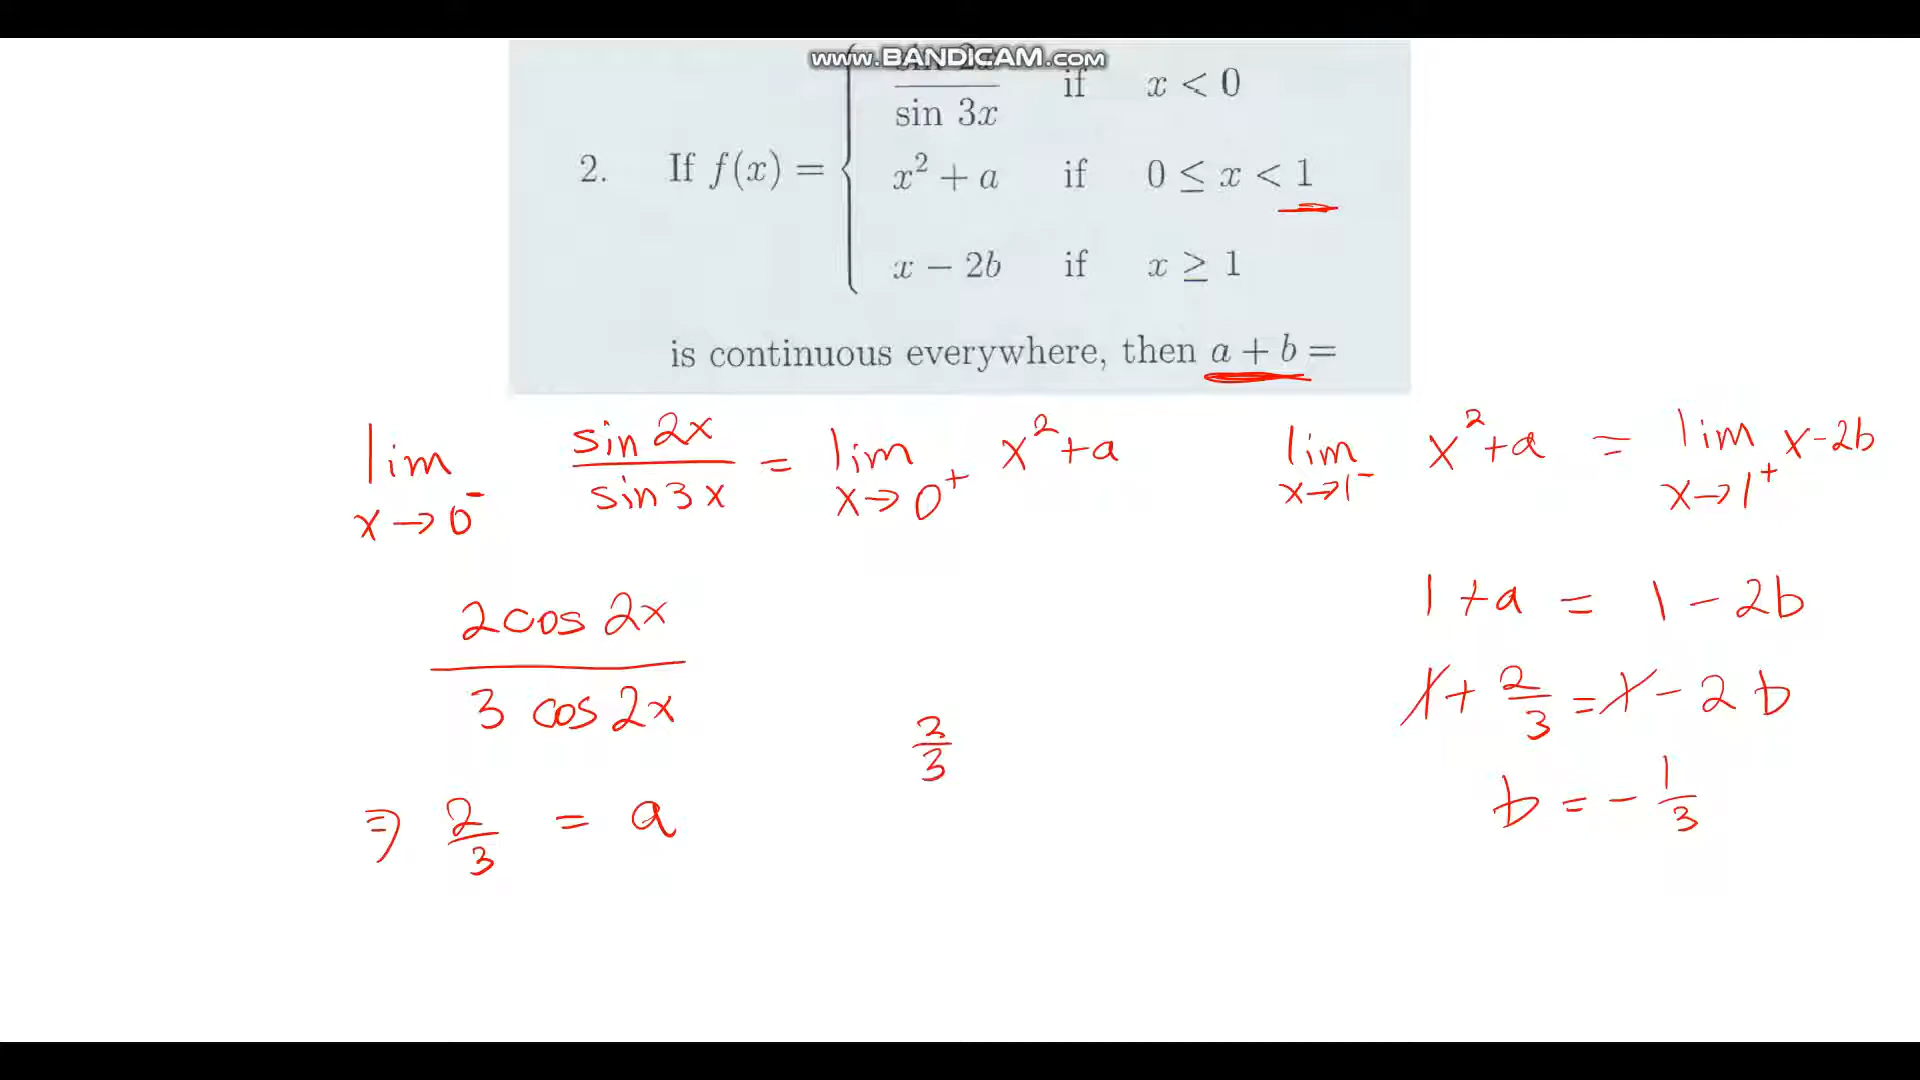 www.BANDICAM.com
sin 2x
sin 3x if x < 0
2. If f(x) = x² + a if 0 ≤ x < 1
x − 2b if x ≥ 1
is continuous everywhere, then a + b =
lim x→0⁻ sin 2x / sin 3x = lim x→0⁺ x² + a
lim x→1⁻ x² + a = lim x→1⁺ x - 2b
2 cos 2x
3 cos 2x
⇒ 2/3 = a
2/3
1 + a = 1 − 2b
1 + 2/3 = 1 − 2b
b = − 1/3